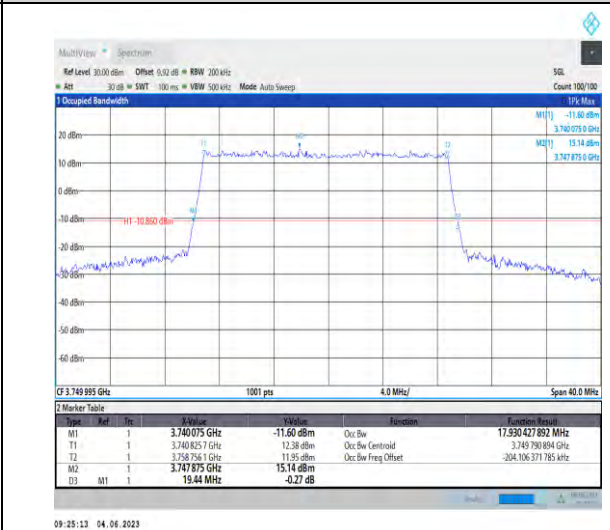 MultiView Spectrum
Ref Level 30.00 dBm Offset 9.92 dB RBW 200 kHz SGL
Att 30 dB SWT 100 ms VBW 500 kHz Mode Auto Sweep Count 100/100
1 Occupied Bandwidth 1Pk Max
M1[1] -11.60 dBm
3.740 075 0 GHz
M2[1] 15.14 dBm
3.747 875 0 GHz
20 dBm
10 dBm
0 dBm
-10 dBm
H1 -10.860 dBm
-20 dBm
-30 dBm
-40 dBm
-50 dBm
-60 dBm
CF 3.749 995 GHz 1001 pts 4.0 MHz/ Span 40.0 MHz
2 Marker Table
Type Ref Trc X-Value Y-Value Function Function Result
M1 1 3.740 075 GHz -11.60 dBm Occ Bw 17.930 427 892 MHz
T1 1 3.740 825 7 GHz 12.38 dBm Occ Bw Centroid 3.749 790 894 GHz
T2 1 3.758 756 1 GHz 11.95 dBm Occ Bw Freq Offset -204.106 371 785 kHz
M2 1 3.747 875 GHz 15.14 dBm
D3 M1 1 19.44 MHz -0.27 dB
09:25:13 04.06.2023